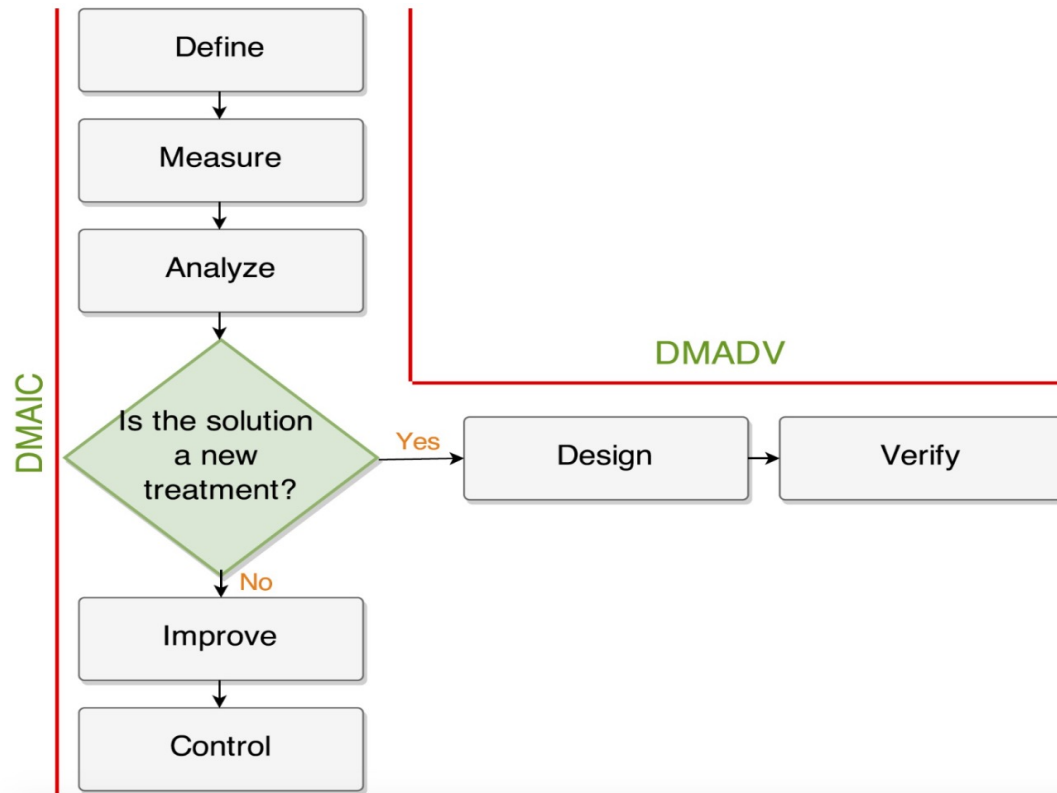 Define
Measure
Analyze
DMADV
DMAIC
Is the solution
a new
treatment?
Yes
Design
Verify
No
Improve
Control